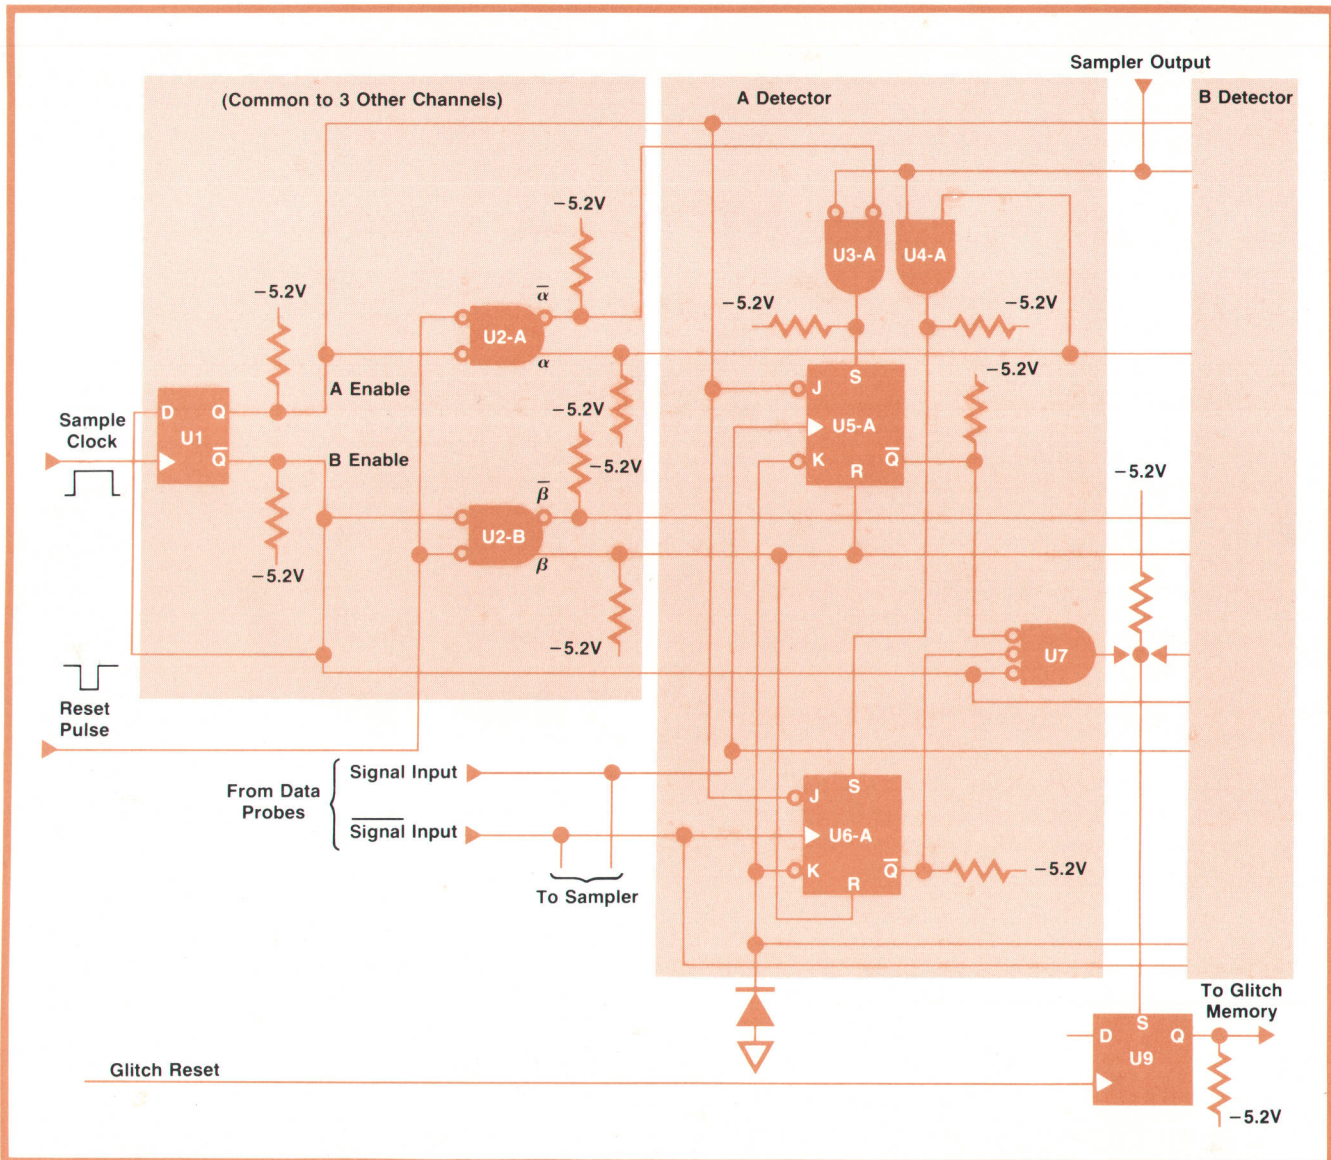 Sampler Output
(Common to 3 Other Channels)
A Detector
B Detector
−5.2V
−5.2V
α̅
U2-A
α
U3-A
U4-A
−5.2V
−5.2V
A Enable
−5.2V
−5.2V
J
S
U5-A
K
R
Q̅
Sample
Clock
D
Q
U1
Q̅
B Enable
−5.2V
−5.2V
β̅
U2-B
β
−5.2V
−5.2V
U7
Reset
Pulse
From Data
Probes
Signal Input
S̅i̅g̅n̅a̅l̅ Input
To Sampler
J
S
U6-A
K
R
Q̅
−5.2V
To Glitch
Memory
D
S
Q
U9
Glitch Reset
−5.2V